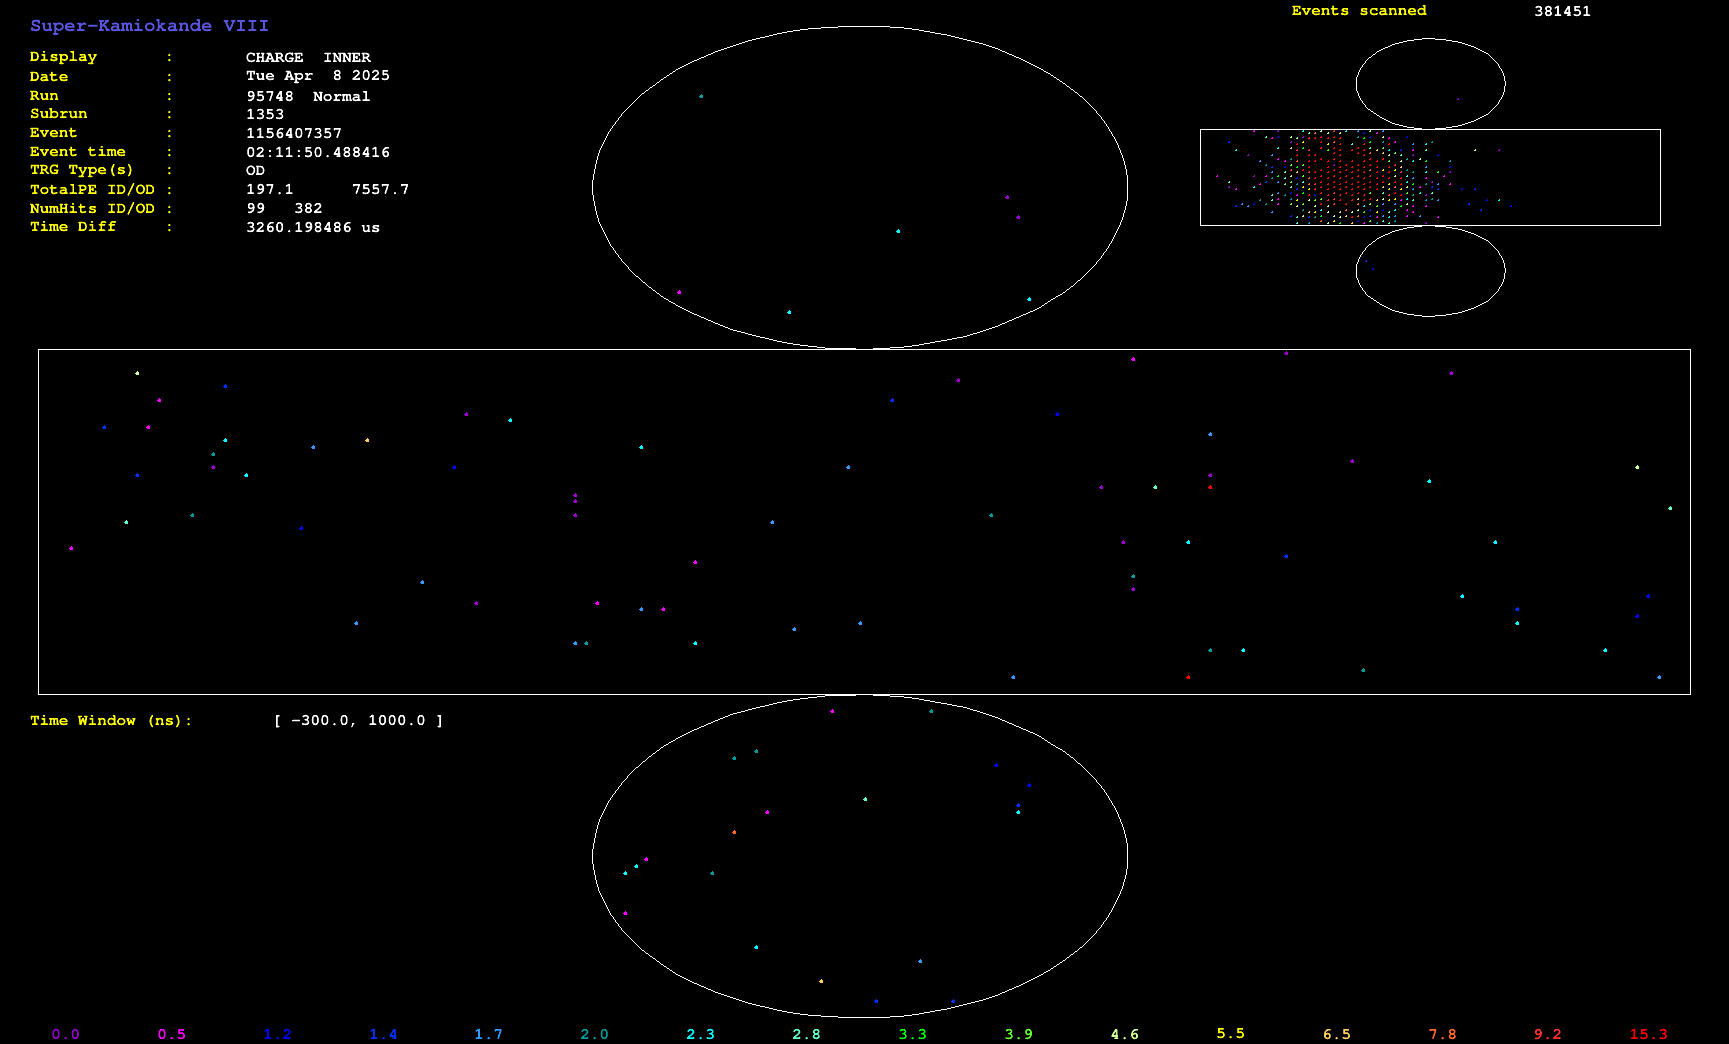 Super-Kamiokande VIII
Events scanned 381451
Display : CHARGE INNER
Date : Tue Apr 8 2025
Run : 95748 Normal
Subrun : 1353
Event : 1156407357
Event time : 02:11:50.488416
TRG Type(s) : OD
TotalPE ID/OD : 197.1 7557.7
NumHits ID/OD : 99 382
Time Diff : 3260.198486 us
Time Window (ns): [ -300.0, 1000.0 ]
0.0 0.5 1.2 1.4 1.7 2.0 2.3 2.8 3.3 3.9 4.6 5.5 6.5 7.8 9.2 15.3